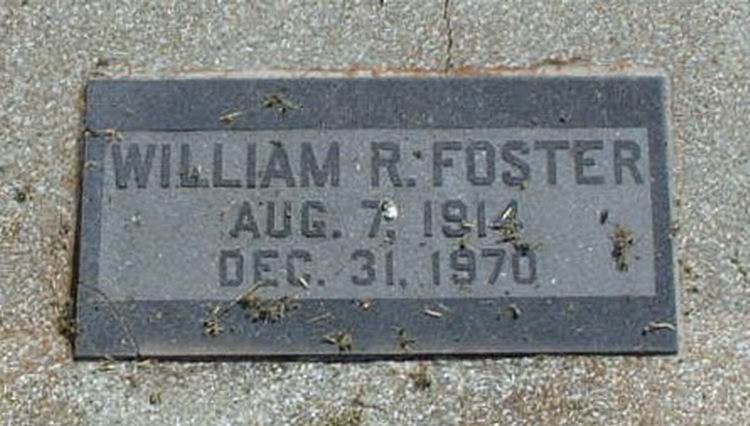 WILLIAM R. FOSTER
AUG. 7, 1914
DEC. 31, 1970